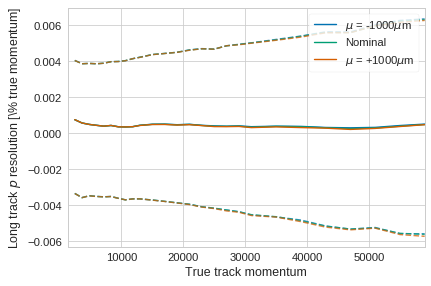 0.006
0.004
0.002
0.000
−0.002
−0.004
−0.006
Long track p resolution [\% true momentum]
μ = -1000μm
Nominal
μ = +1000μm
10000 20000 30000 40000 50000
True track momentum